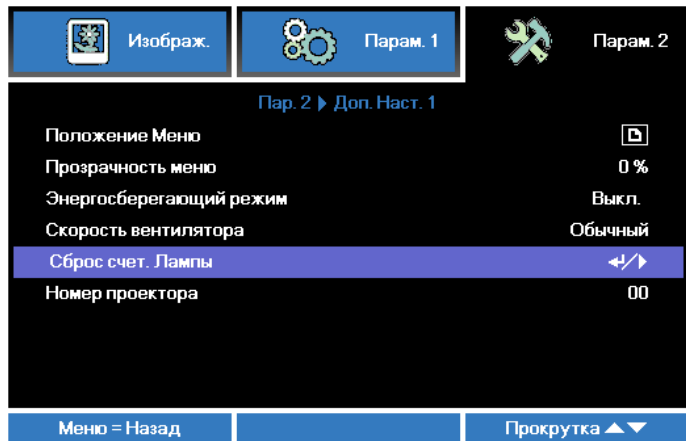 Изображ. Парам. 1 Парам. 2
Пар. 2 ▶ Доп. Наст. 1
Положение Меню
Прозрачность меню 0 %
Энергосберегающий режим Выкл.
Скорость вентилятора Обычный
Сброс счет. Лампы ↵/▶
Номер проектора 00
Меню = Назад Прокрутка ▲▼